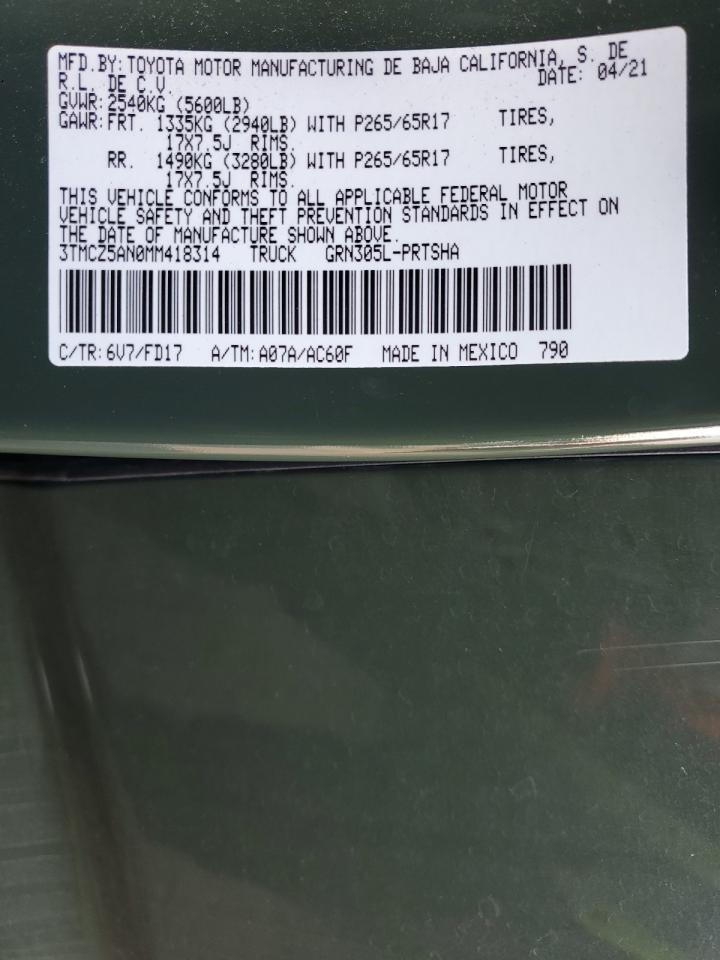 MFD.BY:TOYOTA MOTOR MANUFACTURING DE BAJA CALIFORNIA, S. DE
R.L. DE C.V. DATE: 04/21
GVWR:2540KG (5600LB)
GAWR:FRT. 1335KG (2940LB) WITH P265/65R17 TIRES,
17X7.5J RIMS.
RR. 1490KG (3280LB) WITH P265/65R17 TIRES,
17X7.5J RIMS.
THIS VEHICLE CONFORMS TO ALL APPLICABLE FEDERAL MOTOR
VEHICLE SAFETY AND THEFT PREVENTION STANDARDS IN EFFECT ON
THE DATE OF MANUFACTURE SHOWN ABOVE.
3TMCZ5AN0MM418314 TRUCK GRN305L-PRTSHA
C/TR:6V7/FD17 A/TM:A07A/AC60F MADE IN MEXICO 790